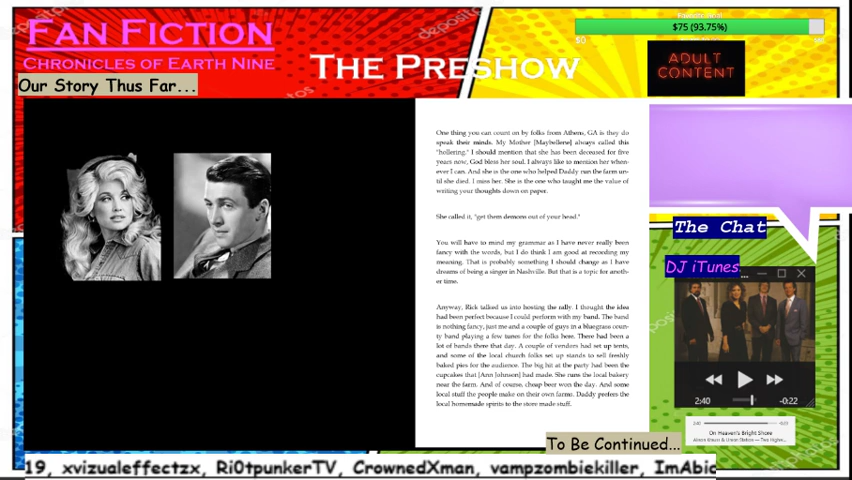 FAN FICTION
CHRONICLES OF EARTH NINE
Our Story Thus Far...
THE PRESHOW
$75 (93.75%)
$0
ADULT
CONTENT
One thing you can count on by folks from Athens, GA is they do
speak their minds. My Mother [Maybellene] always called this
"hollering." I should mention that she has been deceased for five
years now, God bless her soul. I always like to mention her when-
ever I can. And she is the one who helped Daddy run the farm un-
til she died. I miss her. She is the one who taught me the value of
writing your thoughts down on paper.
She called it, "get them demons out of your head."
You will have to mind my grammar as I have never really been
fancy with the words, but I do think I am good at recording my
meaning. That is probably something I should change as I have
dreams of being a singer in Nashville. But that is a topic for anoth-
er time.
Anyway, Rick talked us into hosting the rally. I thought the idea
had been perfect because I could perform with my band. The band
is nothing fancy, just me and a couple of guys in a bluegrass coun-
ty band playing a few tunes for the folks here. There had been a
lot of bands there that day. A couple of vendors had set up tents,
and some of the local church folks set up stands to sell freshly
baked pies for the audience. The big hit at the party had been the
cupcakes that [Ann Johnson] had made. She runs the local bakery
near the farm. And of course, cheap beer won the day. And some
local stuff the people make on their own farms. Daddy prefers the
local homemade spirits to the store made stuff.
The Chat
DJ iTunes
2:40
-0:22
2:40
On Heaven's Bright Shore
Alison Krauss & Union Station —
To Be Continued...
19, xvizualeffectzx, Ri0tpunkerTV, CrownedXman, vampzombiekiller, ImAbic